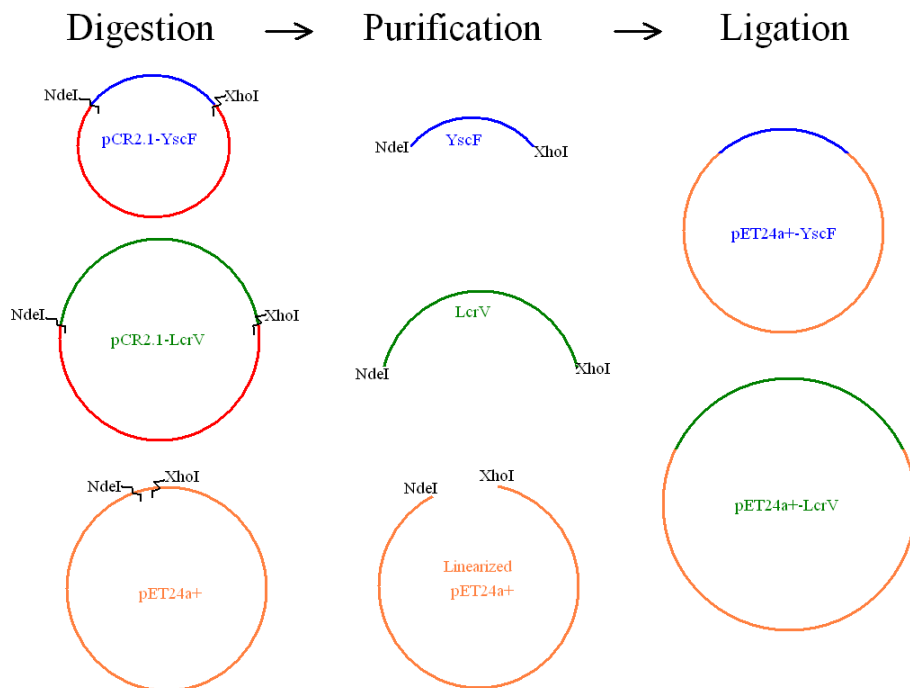 Digestion → Purification → Ligation
NdeI XhoI
pCR2.1-YscF
NdeI YscF XhoI
pET24a+-YscF
NdeI XhoI
pCR2.1-LcrV
LcrV
NdeI XhoI
pET24a+-LcrV
NdeI XhoI
pET24a+
NdeI XhoI
Linearized
pET24a+